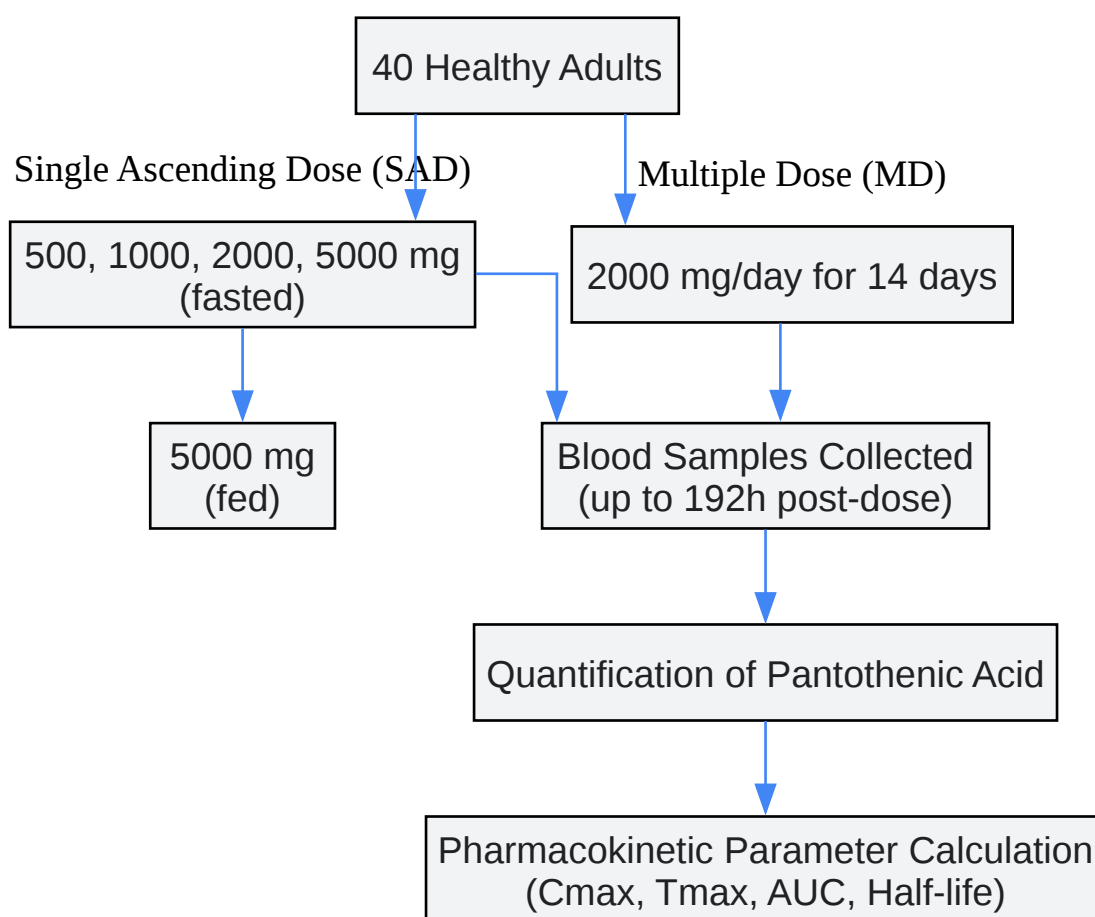 40 Healthy Adults
Single Ascending Dose (SAD)
Multiple Dose (MD)
500, 1000, 2000, 5000 mg
(fasted)
2000 mg/day for 14 days
5000 mg
(fed)
Blood Samples Collected
(up to 192h post-dose)
Quantification of Pantothenic Acid
Pharmacokinetic Parameter Calculation
(Cmax, Tmax, AUC, Half-life)